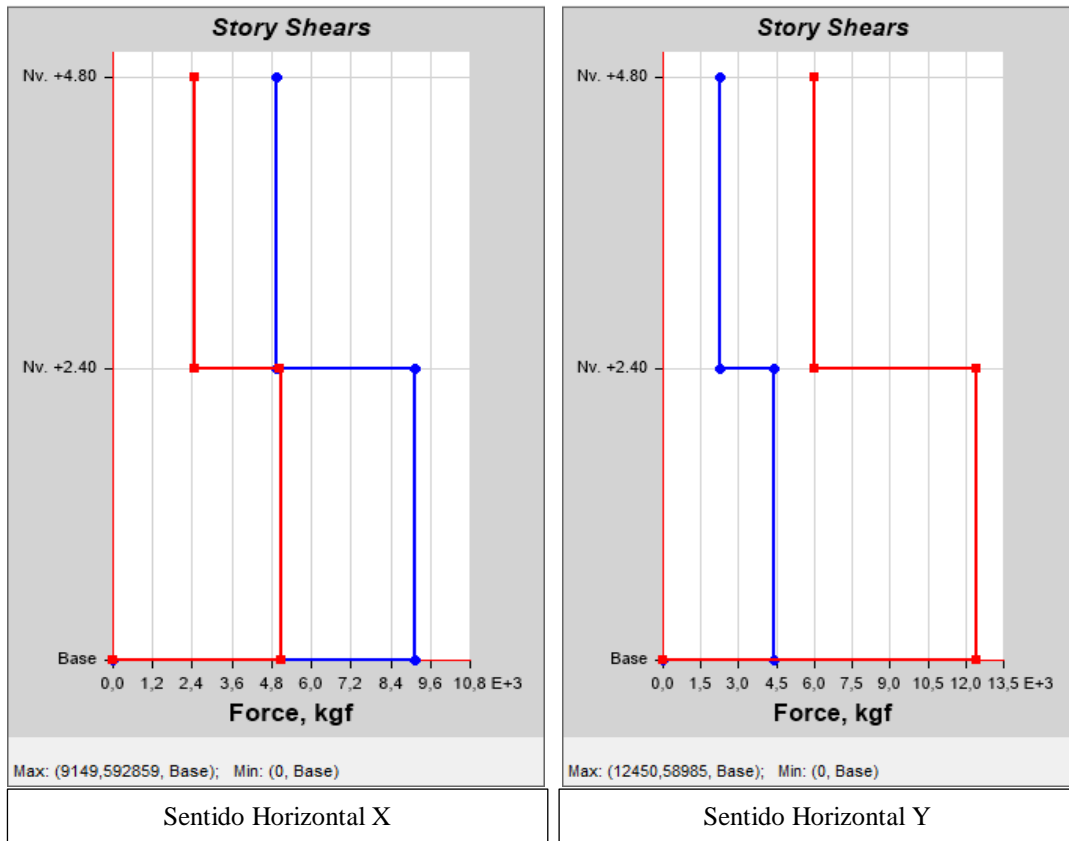 Story Shears
Nv. +4.80
Nv. +2.40
Base
0,0 1,2 2,4 3,6 4,8 6,0 7,2 8,4 9,6 10,8 E+3
Force, kgf
Max: (9149,592859, Base); Min: (0, Base)
Sentido Horizontal X
Story Shears
Nv. +4.80
Nv. +2.40
Base
0,0 1,5 3,0 4,5 6,0 7,5 9,0 10,5 12,0 13,5 E+3
Force, kgf
Max: (12450,58985, Base); Min: (0, Base)
Sentido Horizontal Y